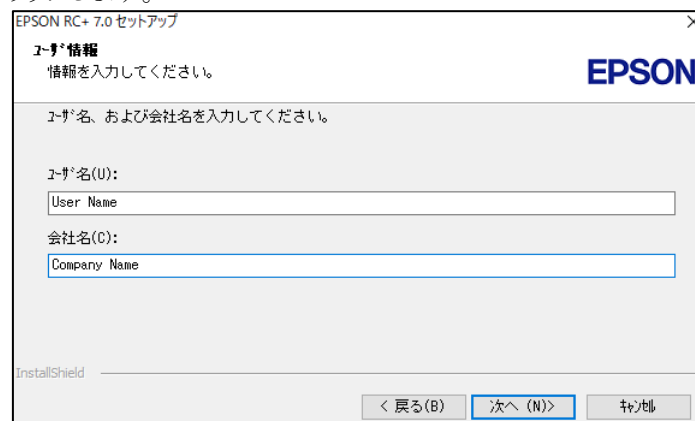 EPSON RC+ 7.0 セットアップ
ユーザ情報
情報を入力してください。
EPSON
ユーザ名、および会社名を入力してください。
ユーザ名(U):
User Name
会社名(C):
Company Name
InstallShield
< 戻る(B)
次へ (N)>
キャンセル